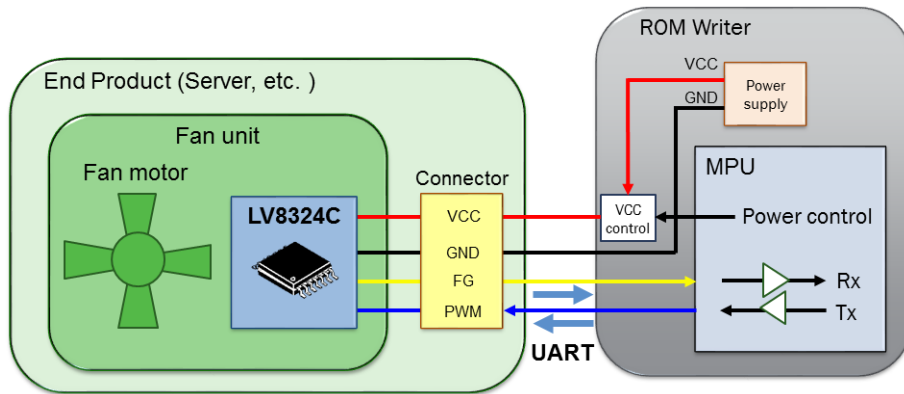 ROM Writer
End Product (Server, etc. )
VCC
GND
Power
supply
Fan unit
Fan motor
Connector
MPU
LV8324C
VCC
GND
FG
PWM
VCC
control
Power control
Rx
Tx
UART